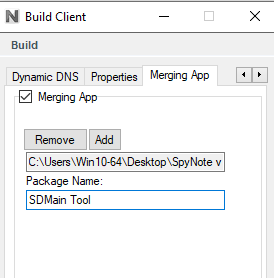 Build Client
Build
Dynamic DNS Properties Merging App
Merging App
Remove Add
C:\Users\Win10-64\Desktop\SpyNote v
Package Name:
SDMain Tool